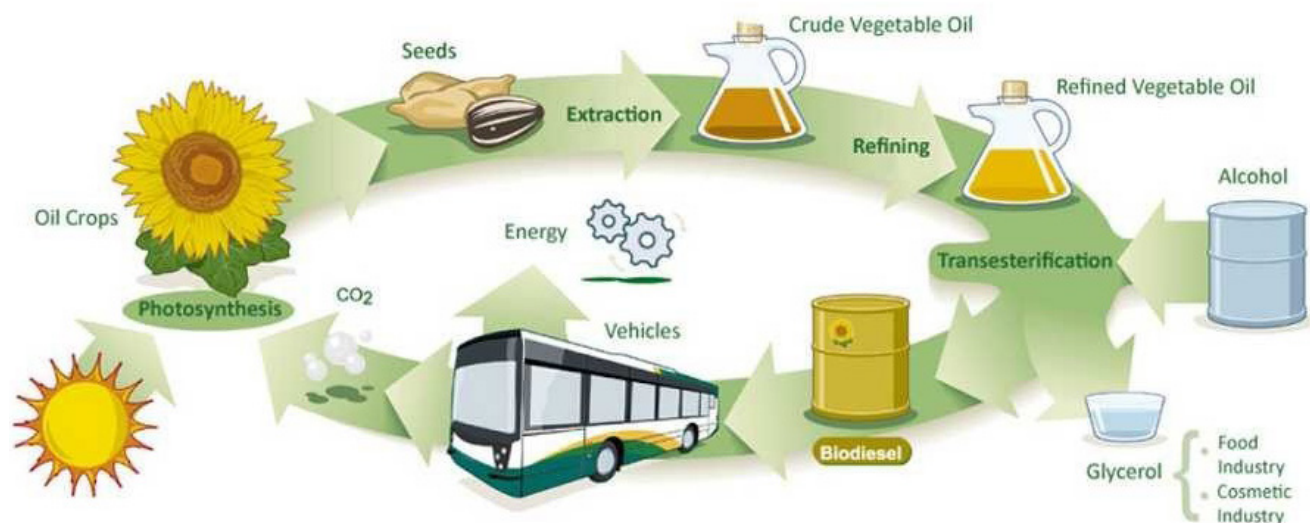 Crude Vegetable Oil
Seeds
Refined Vegetable Oil
Extraction
Refining
Alcohol
Oil Crops
Energy
Transesterification
Photosynthesis
CO2
Vehicles
Biodiesel
Glycerol
· Food
Industry
· Cosmetic
Industry